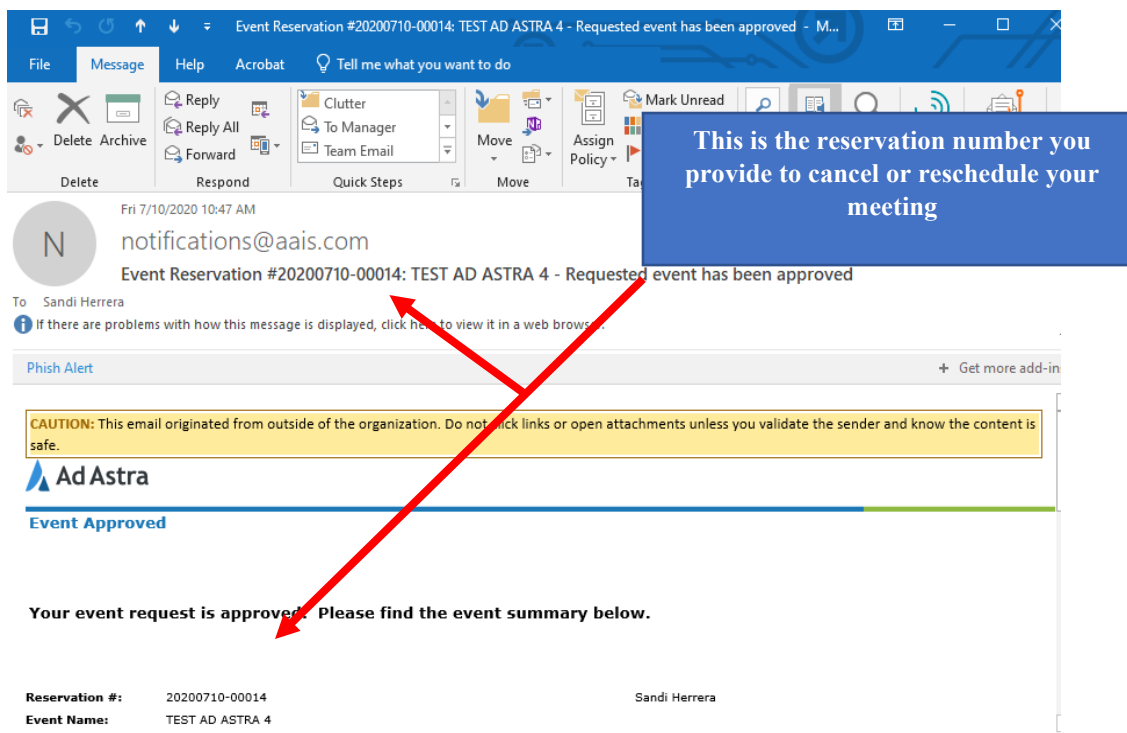 Event Reservation #20200710-00014: TEST AD ASTRA 4 - Requested event has been approved - M...
File Message Help Acrobat Tell me what you want to do
Delete Archive
Reply
Reply All
Forward
Clutter
To Manager
Team Email
Move
Assign
Policy
Mark Unread
Delete Respond Quick Steps Move
This is the reservation number you
provide to cancel or reschedule your
meeting
N
Fri 7/10/2020 10:47 AM
notifications@aais.com
Event Reservation #20200710-00014: TEST AD ASTRA 4 - Requested event has been approved
To Sandi Herrera
If there are problems with how this message is displayed, click here to view it in a web browser.
Phish Alert + Get more add-in
CAUTION: This email originated from outside of the organization. Do not click links or open attachments unless you validate the sender and know the content is
safe.
Ad Astra
Event Approved
Your event request is approved. Please find the event summary below.
Reservation #: 20200710-00014 Sandi Herrera
Event Name: TEST AD ASTRA 4